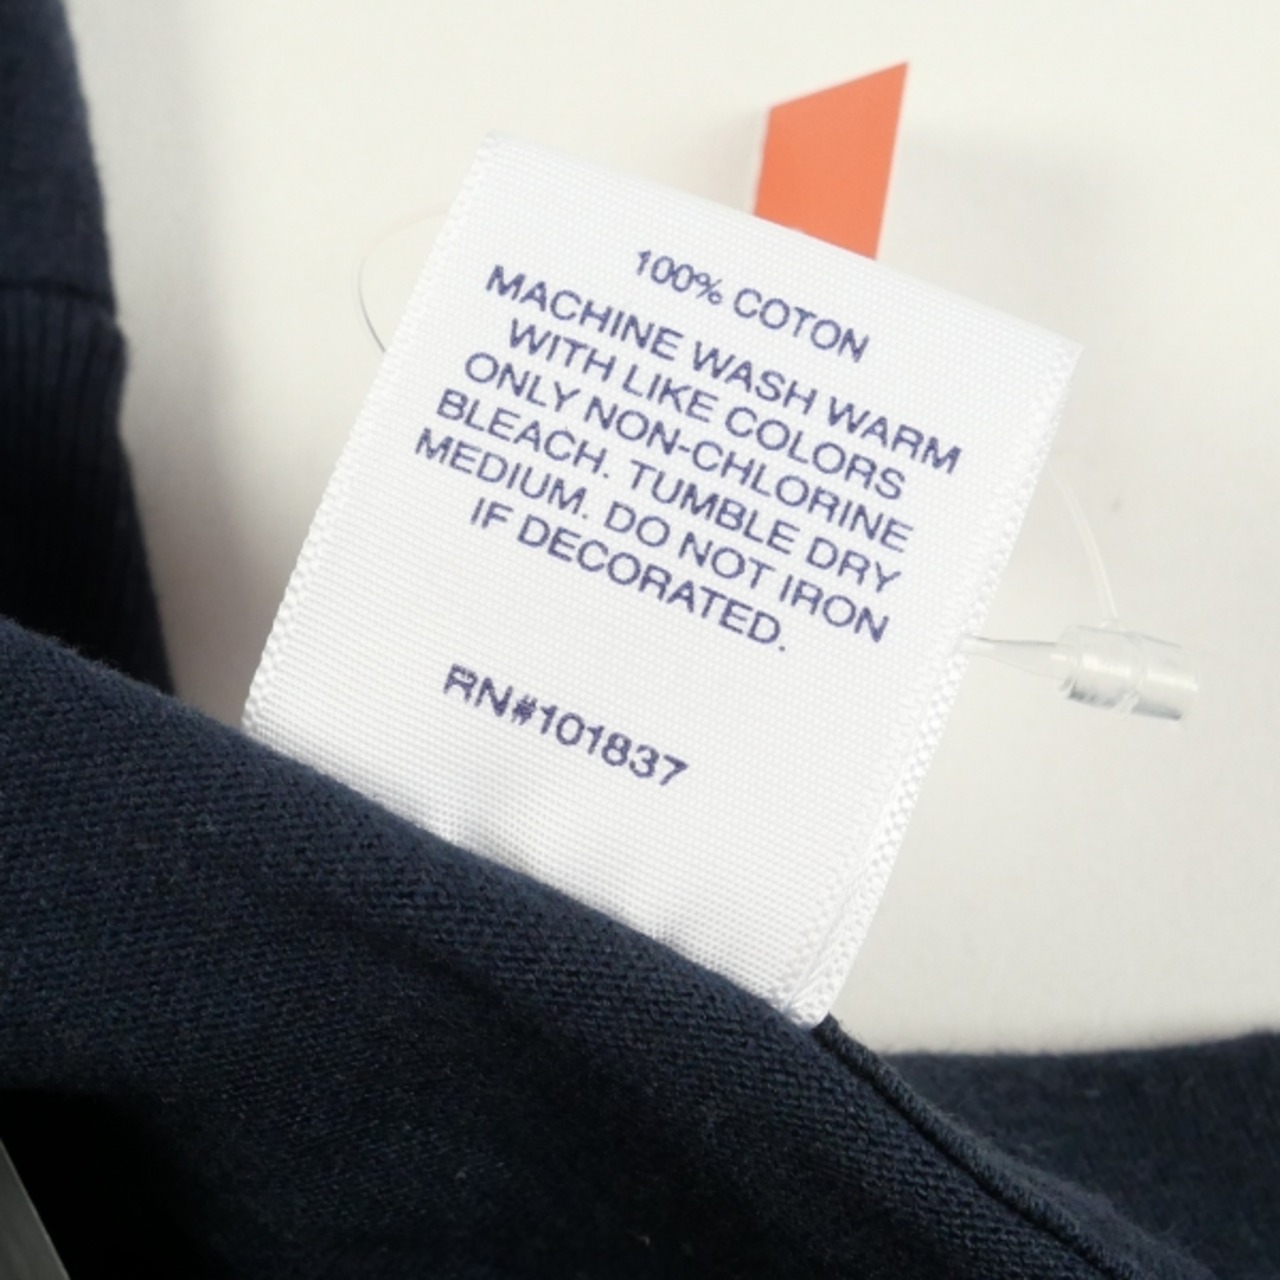 100% COTON
MACHINE WASH WARM
WITH LIKE COLORS
ONLY NON-CHLORINE
BLEACH. TUMBLE DRY
MEDIUM. DO NOT IRON
IF DECORATED.
RN#101837